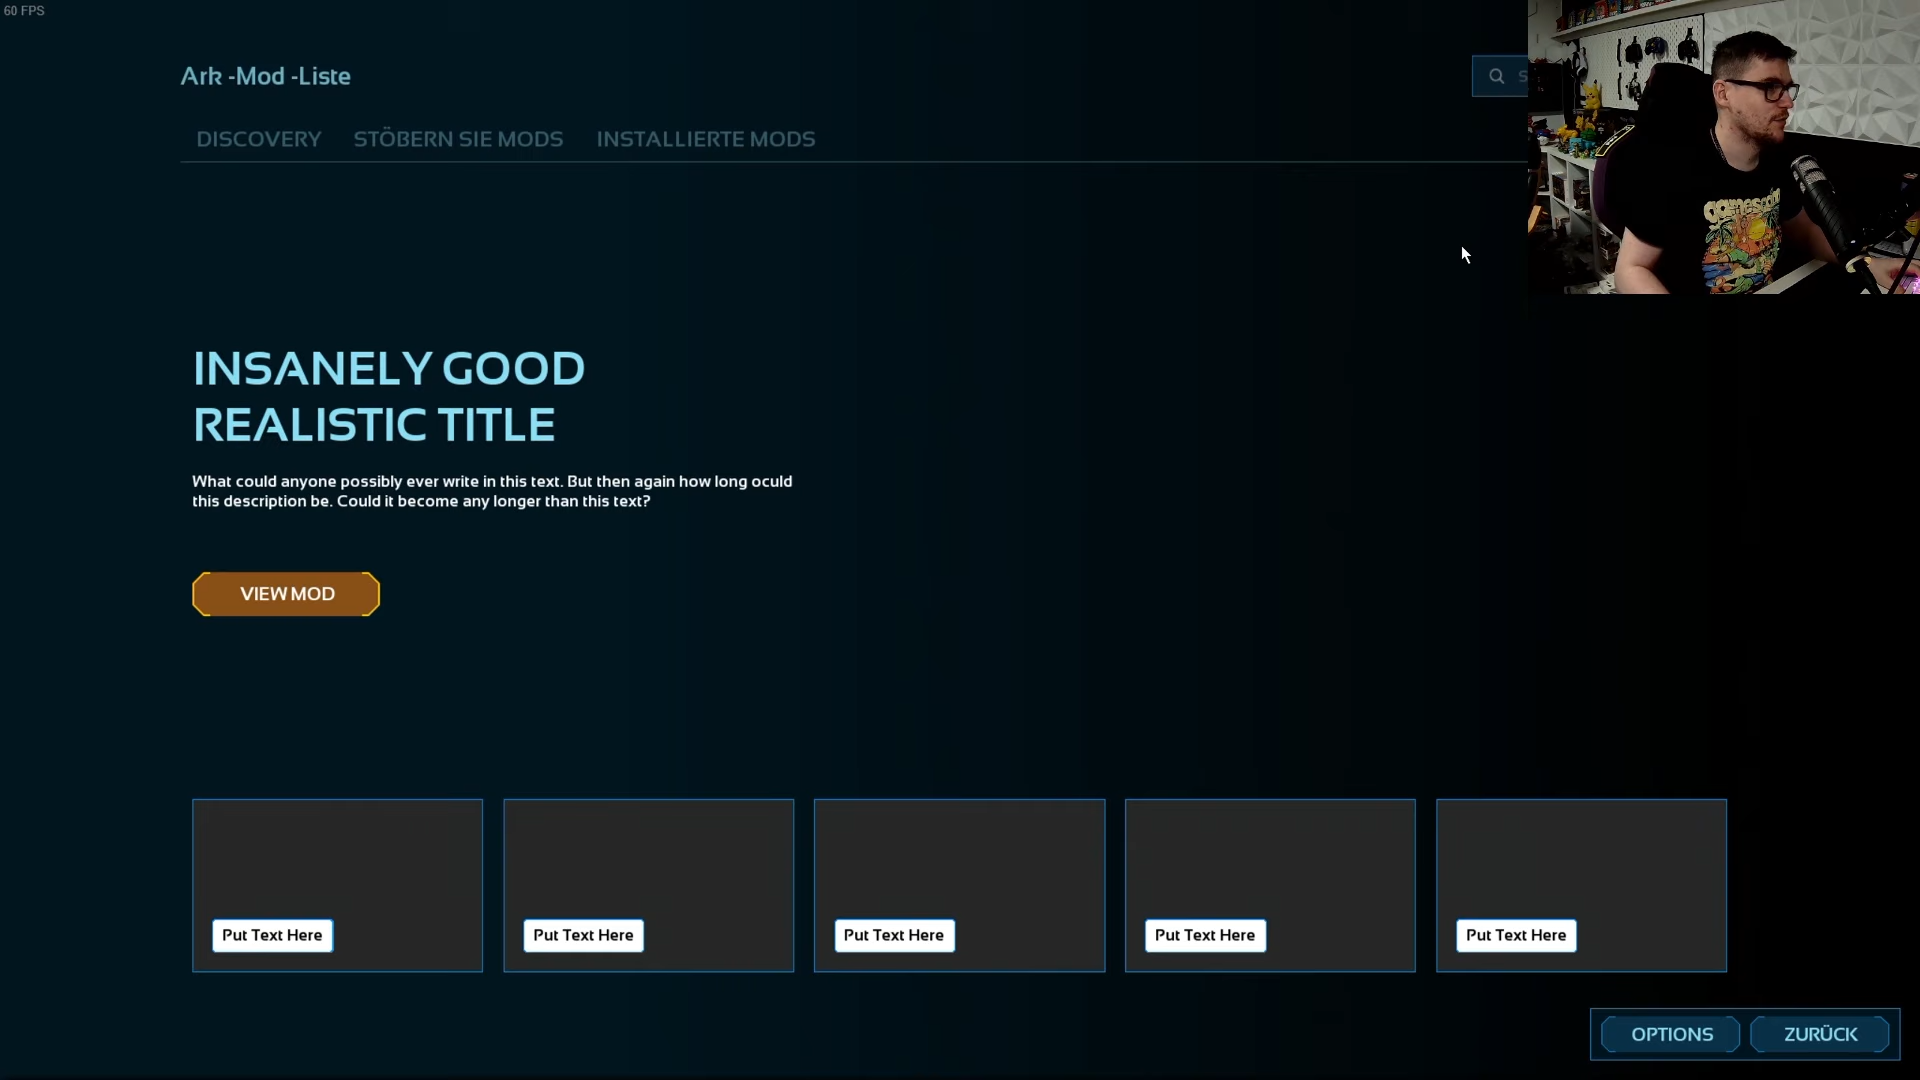 60 FPS
Ark -Mod -Liste
S
DISCOVERY
STÖBERN SIE MODS
INSTALLIERTE MODS
gamescom
INSANELY GOOD
REALISTIC TITLE
What could anyone possibly ever write in this text. But then again how long oculd
this description be. Could it become any longer than this text?
VIEW MOD
Put Text Here
Put Text Here
Put Text Here
Put Text Here
Put Text Here
OPTIONS
ZURÜCK